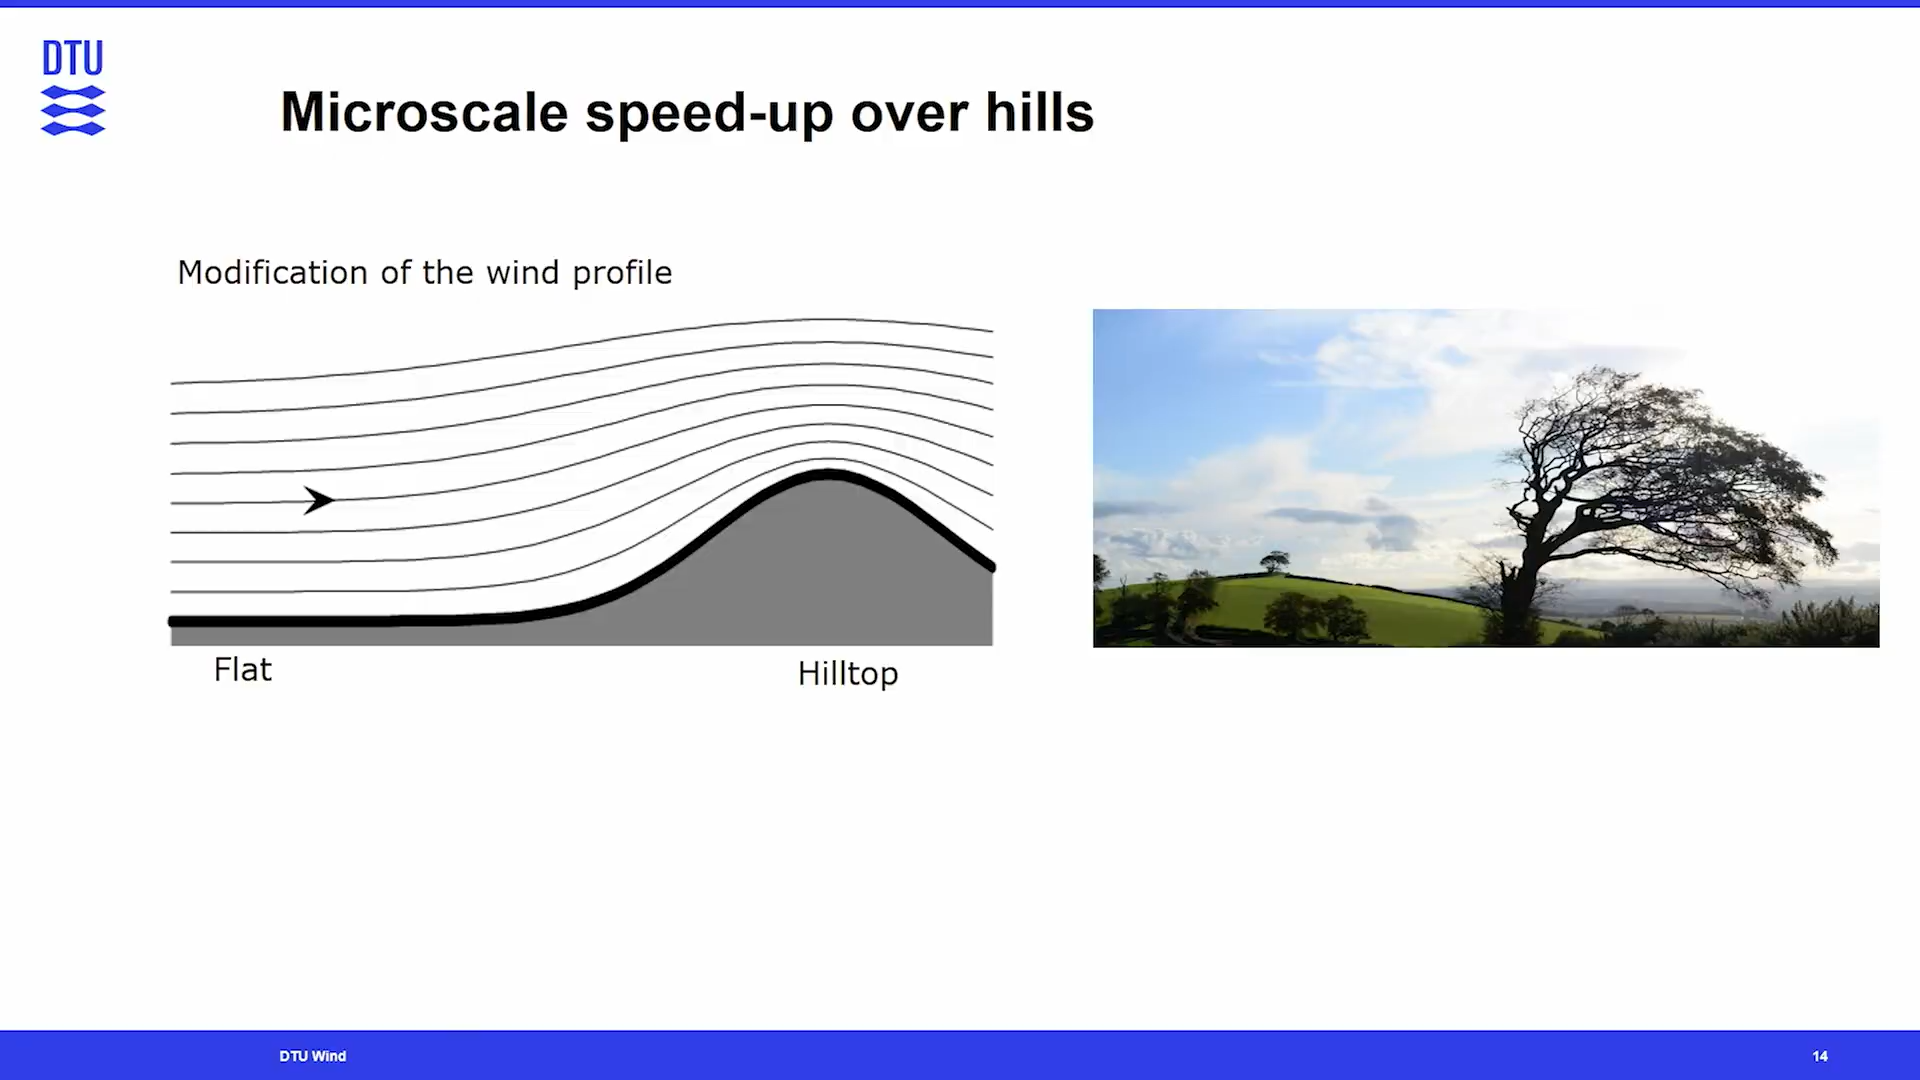 DTU
Microscale speed-up over hills
Modification of the wind profile
Flat
Hilltop
DTU Wind
14